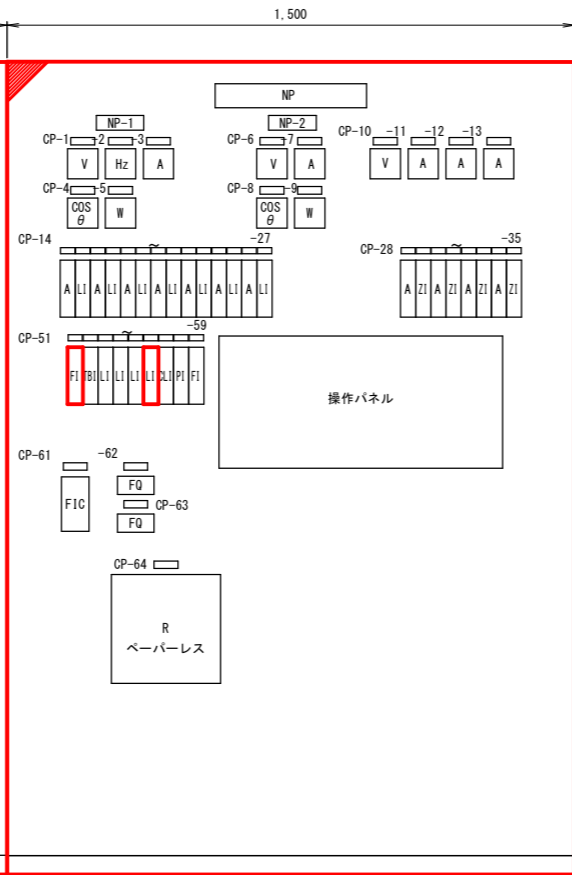 1,500
NP
NP-1 NP-2
CP-1 -2 -3 CP-6 -7 CP-10 -11 -12 -13
V Hz A V A V A A A
CP-4 -5 CP-8 -9
COS θ W COS θ W
CP-14 ~ -27 CP-28 ~ -35
A LI A LI A LI A LI A LI A LI A LI A ZI A ZI A ZI A ZI
CP-51 ~ -59
FI TBI LI LI LI LI CLI PI FI
操作パネル
CP-61 -62
FIC FQ
CP-63
FQ
CP-64
R
ペーパーレス